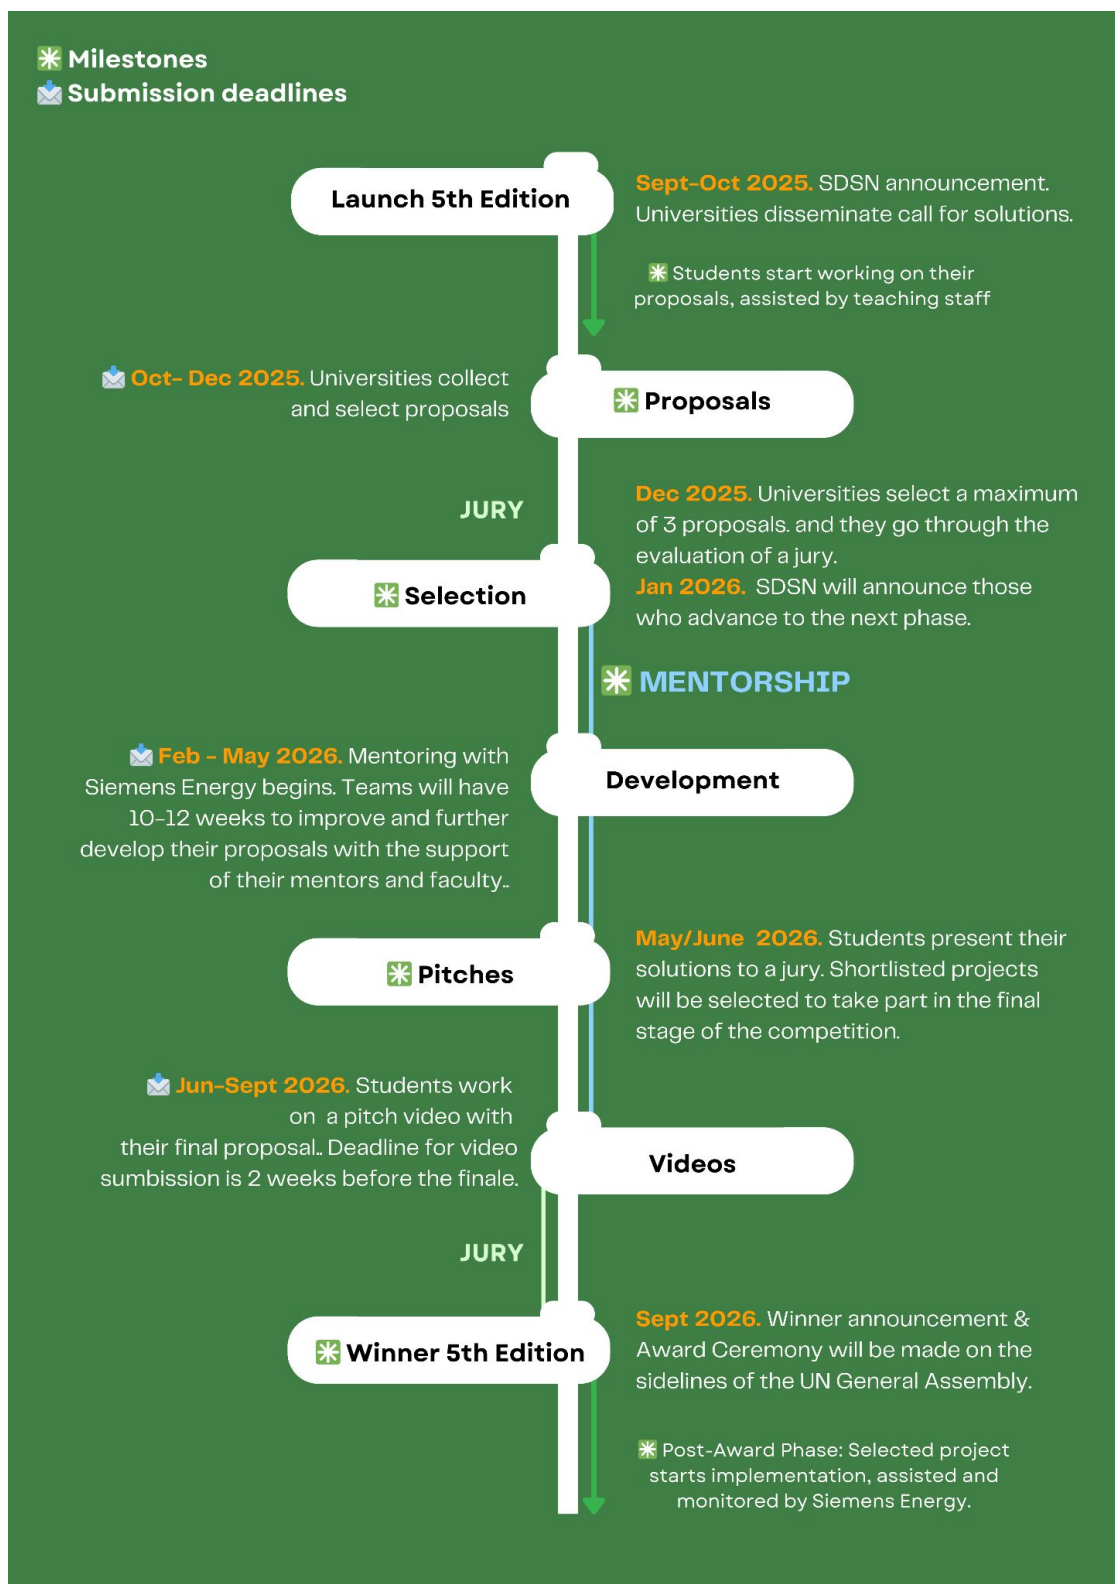 Milestones
Submission deadlines
Launch 5th Edition
Sept-Oct 2025. SDSN announcement.
Universities disseminate call for solutions.
Students start working on their
proposals, assisted by teaching staff
Oct- Dec 2025. Universities collect
and select proposals
Proposals
JURY
Dec 2025. Universities select a maximum
of 3 proposals. and they go through the
evaluation of a jury.
Jan 2026. SDSN will announce those
who advance to the next phase.
Selection
MENTORSHIP
Feb - May 2026. Mentoring with
Siemens Energy begins. Teams will have
10-12 weeks to improve and further
develop their proposals with the support
of their mentors and faculty..
Development
Pitches
May/June 2026. Students present their
solutions to a jury. Shortlisted projects
will be selected to take part in the final
stage of the competition.
Jun-Sept 2026. Students work
on a pitch video with
their final proposal.. Deadline for video
sumbission is 2 weeks before the finale.
Videos
JURY
Winner 5th Edition
Sept 2026. Winner announcement &
Award Ceremony will be made on the
sidelines of the UN General Assembly.
Post-Award Phase: Selected project
starts implementation, assisted and
monitored by Siemens Energy.